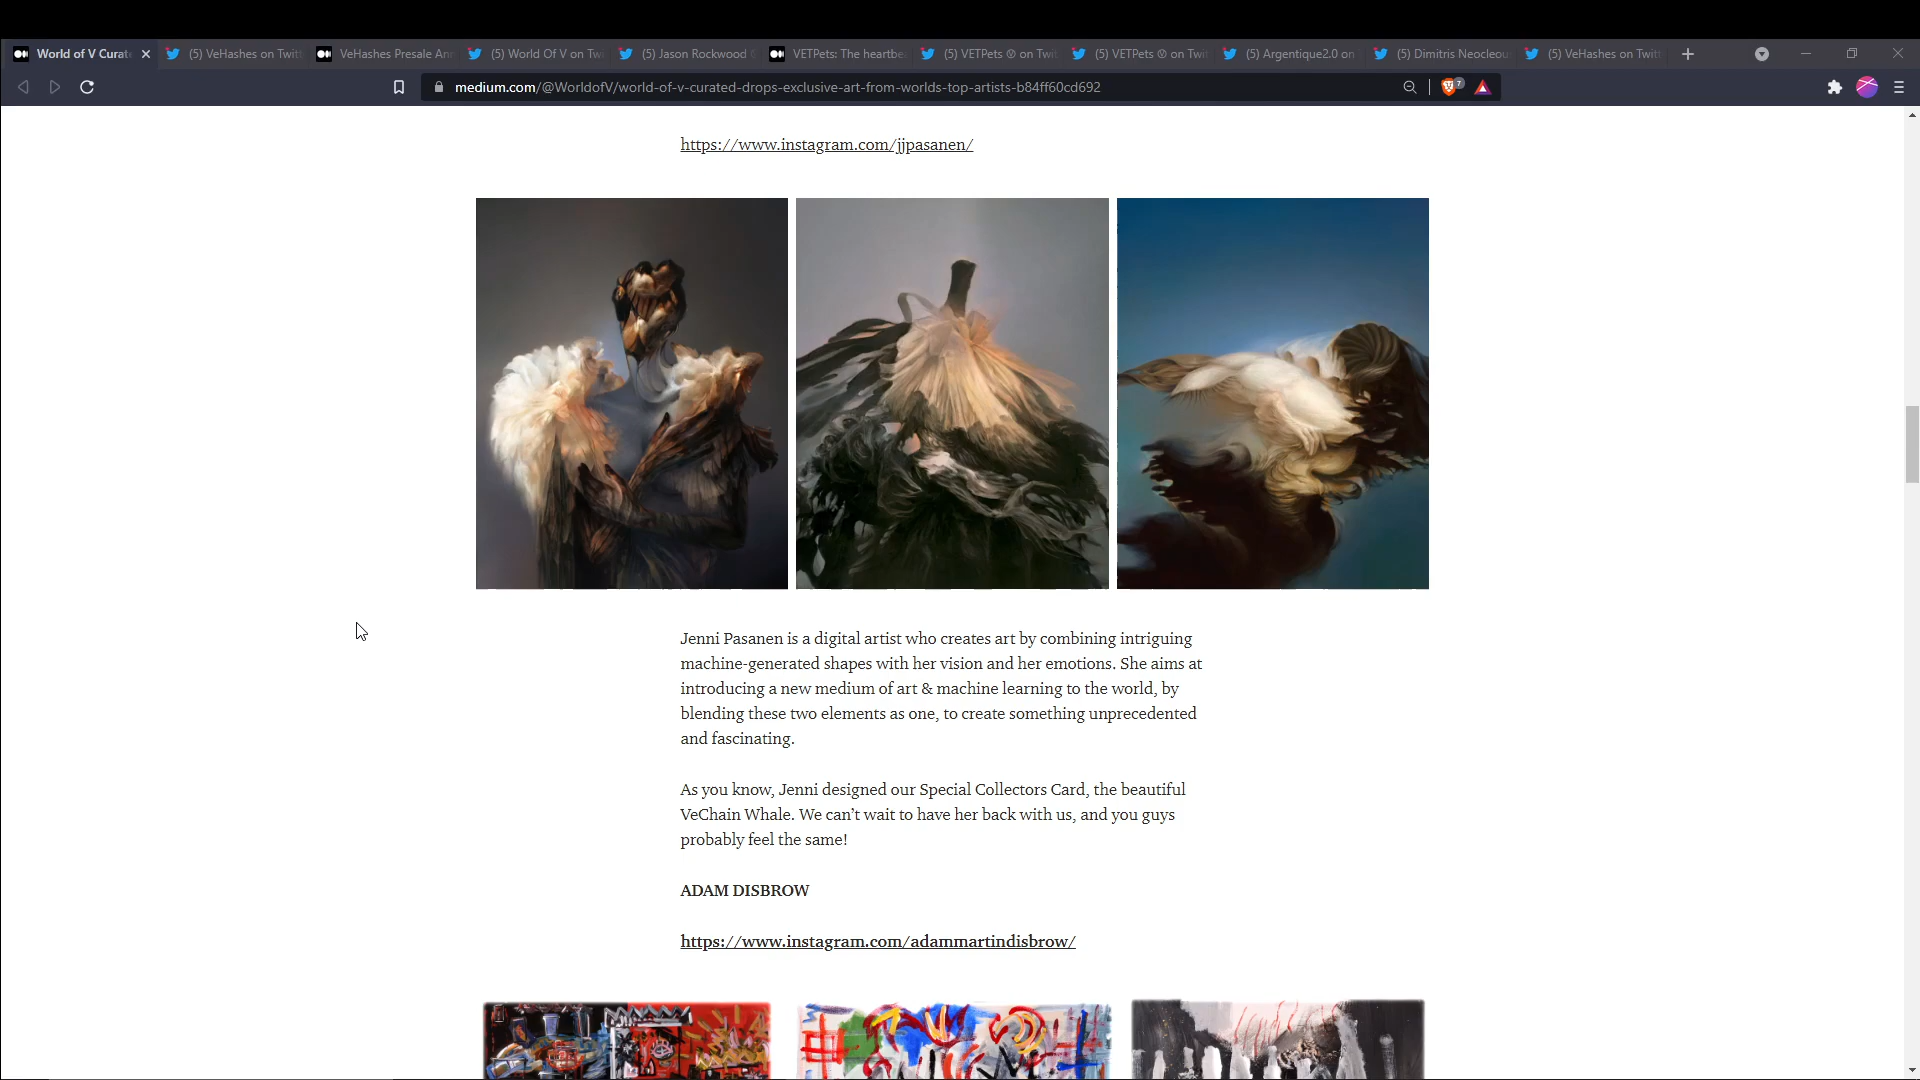 World of V Curat
(5) VeHashes on Twitt
VeHashes Presale Ann
(5) World Of V on Tw
(5) Jason Rockwood
VETPets: The heartbe
(5) VETPets Ⓥ on Twit
(5) VETPets Ⓥ on Twi
(5) Argentique2.0 on
(5) Dimitris Neocleou
(5) VeHashes on Twitt
medium.com/@WorldofV/world-of-v-curated-drops-exclusive-art-from-worlds-top-artists-b84ff60cd692
7
https://www.instagram.com/jjpasanen/
Jenni Pasanen is a digital artist who creates art by combining intriguing
machine-generated shapes with her vision and her emotions. She aims at
introducing a new medium of art & machine learning to the world, by
blending these two elements as one, to create something unprecedented
and fascinating.
As you know, Jenni designed our Special Collectors Card, the beautiful
VeChain Whale. We can’t wait to have her back with us, and you guys
probably feel the same!
ADAM DISBROW
https://www.instagram.com/adammartindisbrow/